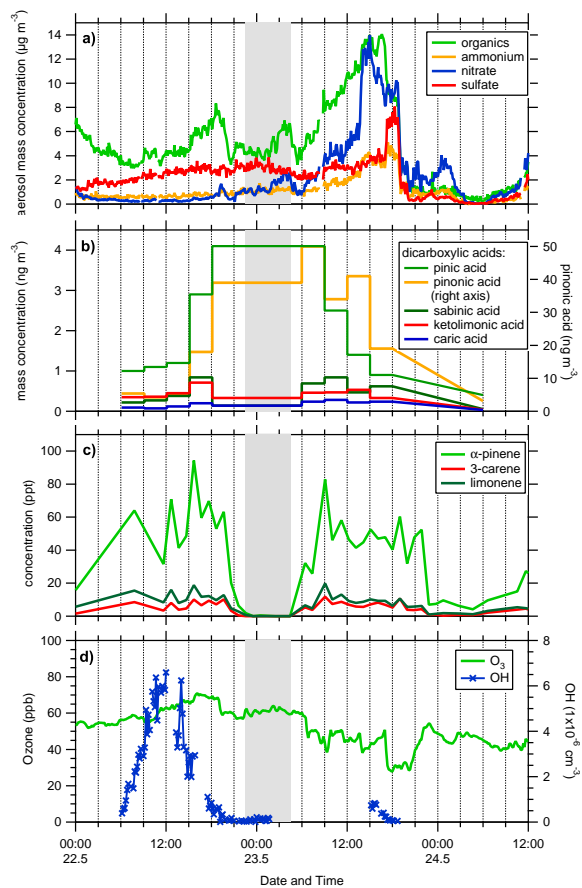 a)
organics
ammonium
nitrate
sulfate
aerosol mass concentration (µg m-3)
14
12
10
8
6
4
2
0
b)
dicarboxylic acids:
pinic acid
pinonic acid
(right axis)
sabinic acid
ketolimonic acid
caric acid
mass concentration (ng m-3)
4
3
2
1
0
pinonic acid
(ng m-3)
50
40
30
20
10
0
c)
α-pinene
3-carene
limonene
concentration (ppt)
100
80
60
40
20
0
d)
O3
OH
Ozone (ppb)
100
80
60
40
20
0
OH (1x10-6 cm-3)
8
6
4
2
0
00:00 12:00 00:00 12:00 00:00 12:00
22.5 23.5 24.5
Date and Time